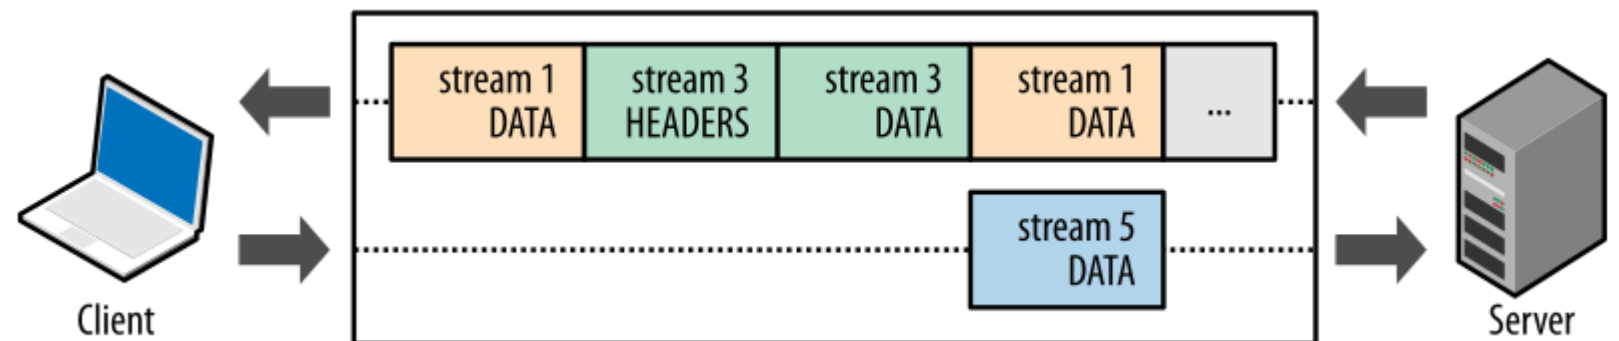 stream 1
DATA
stream 3
HEADERS
stream 3
DATA
stream 1
DATA
...
stream 5
DATA
Client
Server